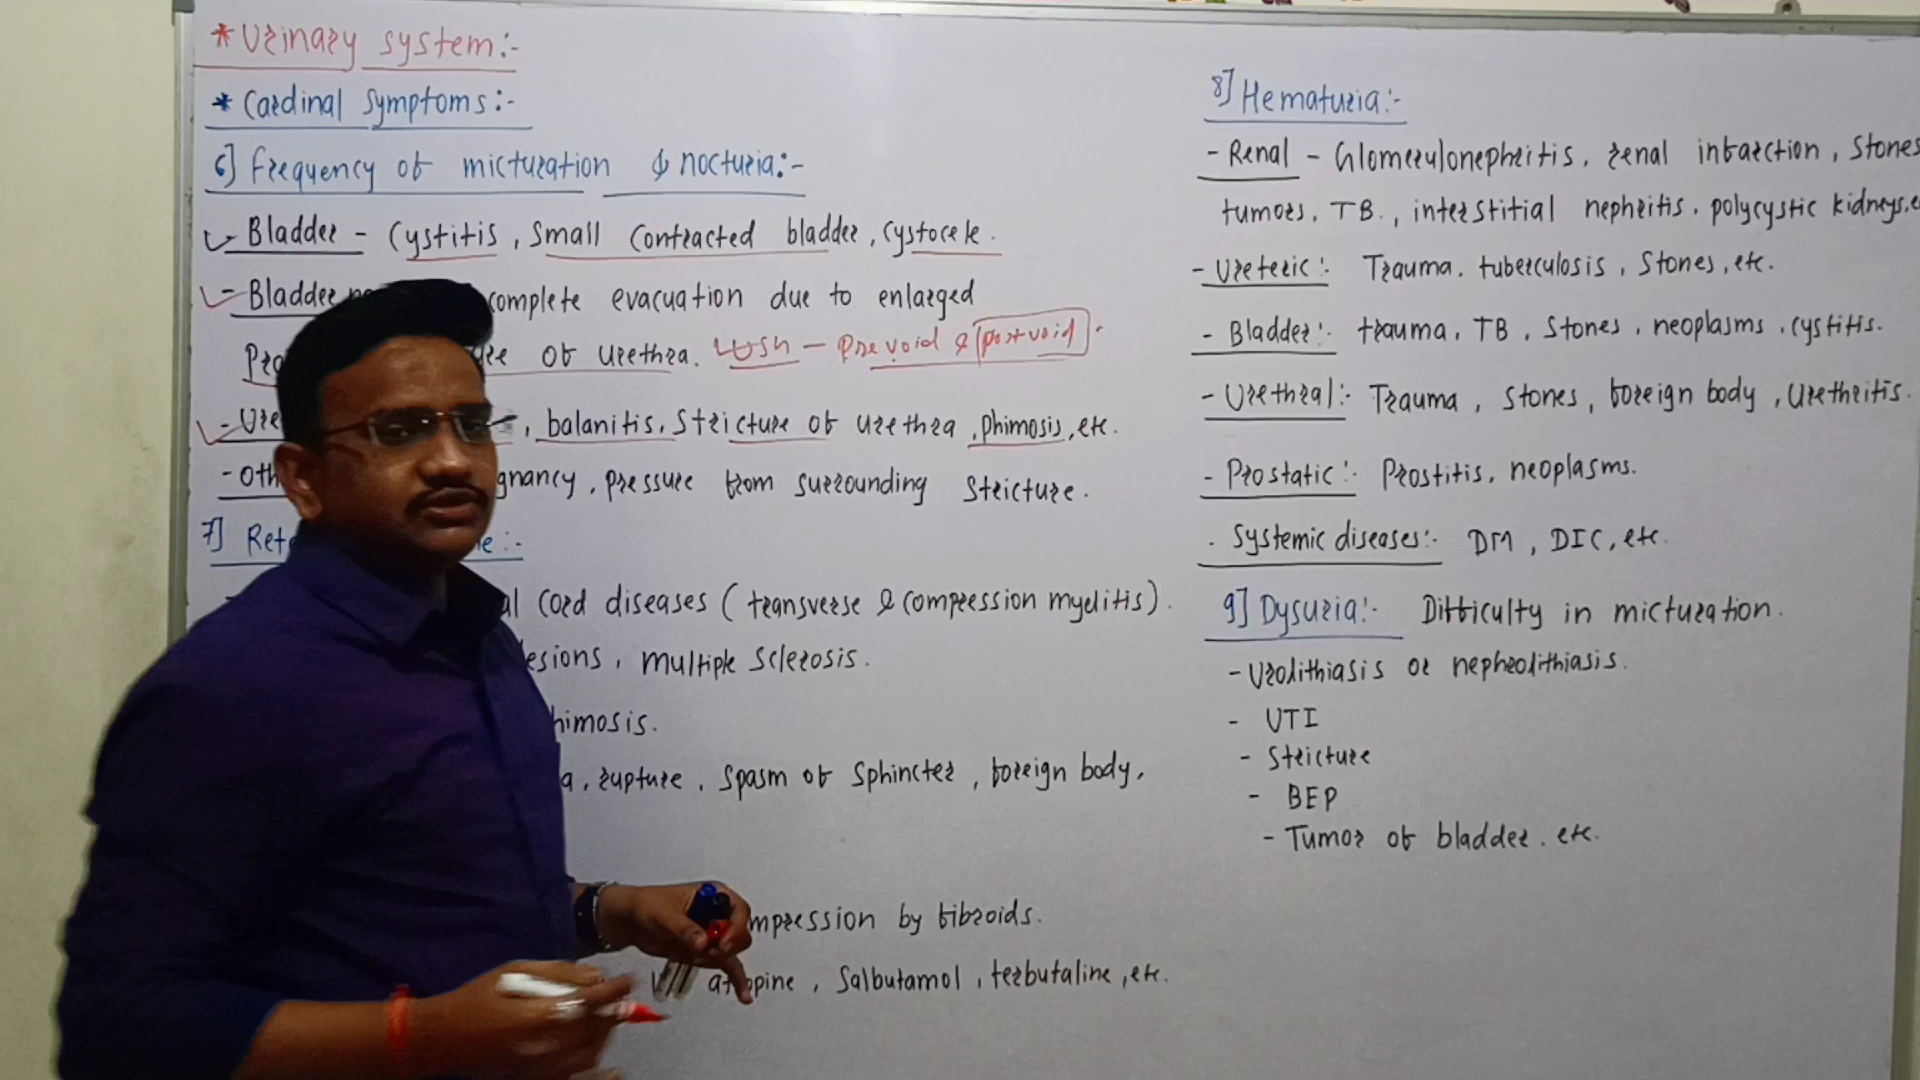 * Urinary system:-
* Cardinal Symptoms:-
6] Frequency of micturation & nocturia:-
- Bladder - Cystitis, Small Contracted bladder, Cystocele.
- Bladder complete evacuation due to enlarged
of urethra. USG - Pre void & post void.
, balanitis, Stricture of urethra, phimosis, etc.
- Oth gnancy, pressure from surrounding Stricture.
7] Ret e:-
al Cord diseases (transverse & compression myelitis).
esions, multiple Sclerosis.
himosis.
a, rupture, Spasm of Sphincter, foreign body,
mpression by fibroids.
atropine, Salbutamol, terbutaline, etc.
8] Hematuria:-
- Renal - Glomerulonephritis, renal infarction, Stones
tumors, TB., interstitial nephritis, polycystic kidneys, e
- Ureteric:- Trauma, tuberculosis, Stones, etc.
- Bladder:- trauma, TB, Stones, neoplasms, cystitis.
- Urethral:- Trauma, Stones, foreign body, Urethritis.
- Prostatic:- Prostitis, neoplasms.
. Systemic diseases:- DM, DIC, etc.
9] Dysuria:- Difficulty in micturation.
- Urolithiasis or nephrolithiasis.
- UTI
- Stricture
- BEP
- Tumor of bladder. etc.